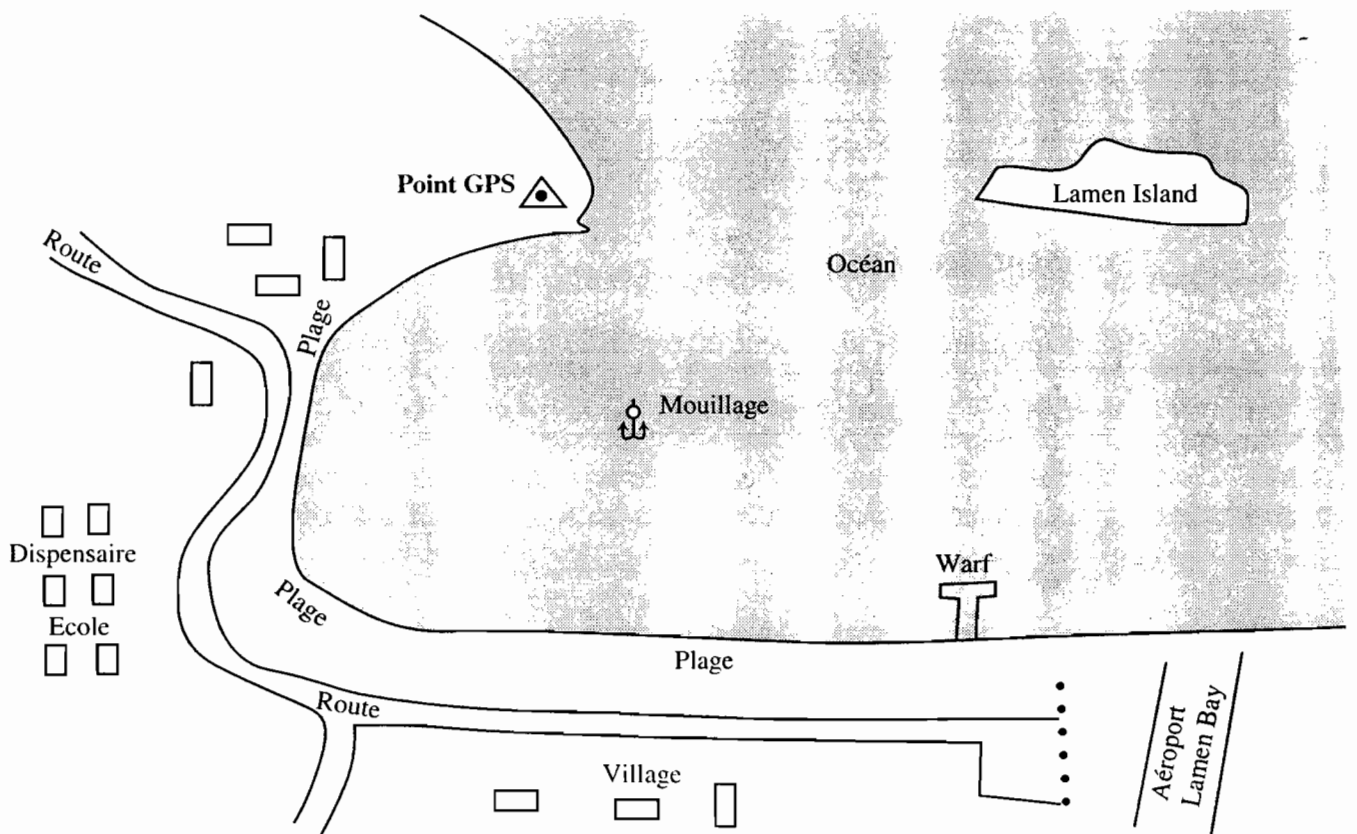 Point GPS
Lamen Island
Route
Océan
Plage
Mouillage
Dispensaire
Warf
Plage
Ecole
Plage
Route
Aéroport
Lamen Bay
Village